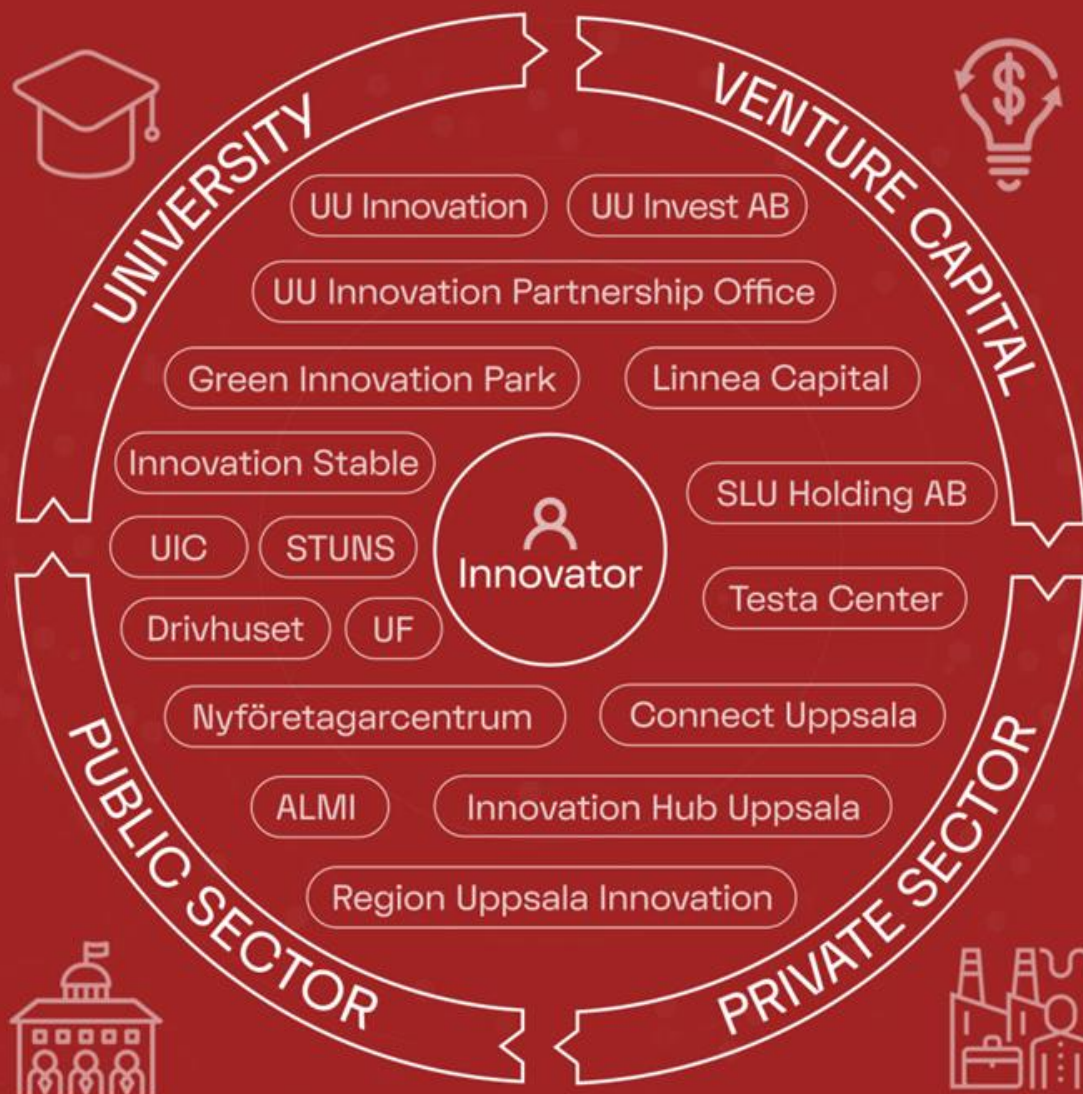 UNIVERSITY
VENTURE CAPITAL
UU Innovation
UU Invest AB
UU Innovation Partnership Office
Green Innovation Park
Linnea Capital
Innovation Stable
SLU Holding AB
UIC
STUNS
Innovator
Testa Center
Drivhuset
UF
Nyföretagarcentrum
Connect Uppsala
ALMI
Innovation Hub Uppsala
Region Uppsala Innovation
PUBLIC SECTOR
PRIVATE SECTOR
$